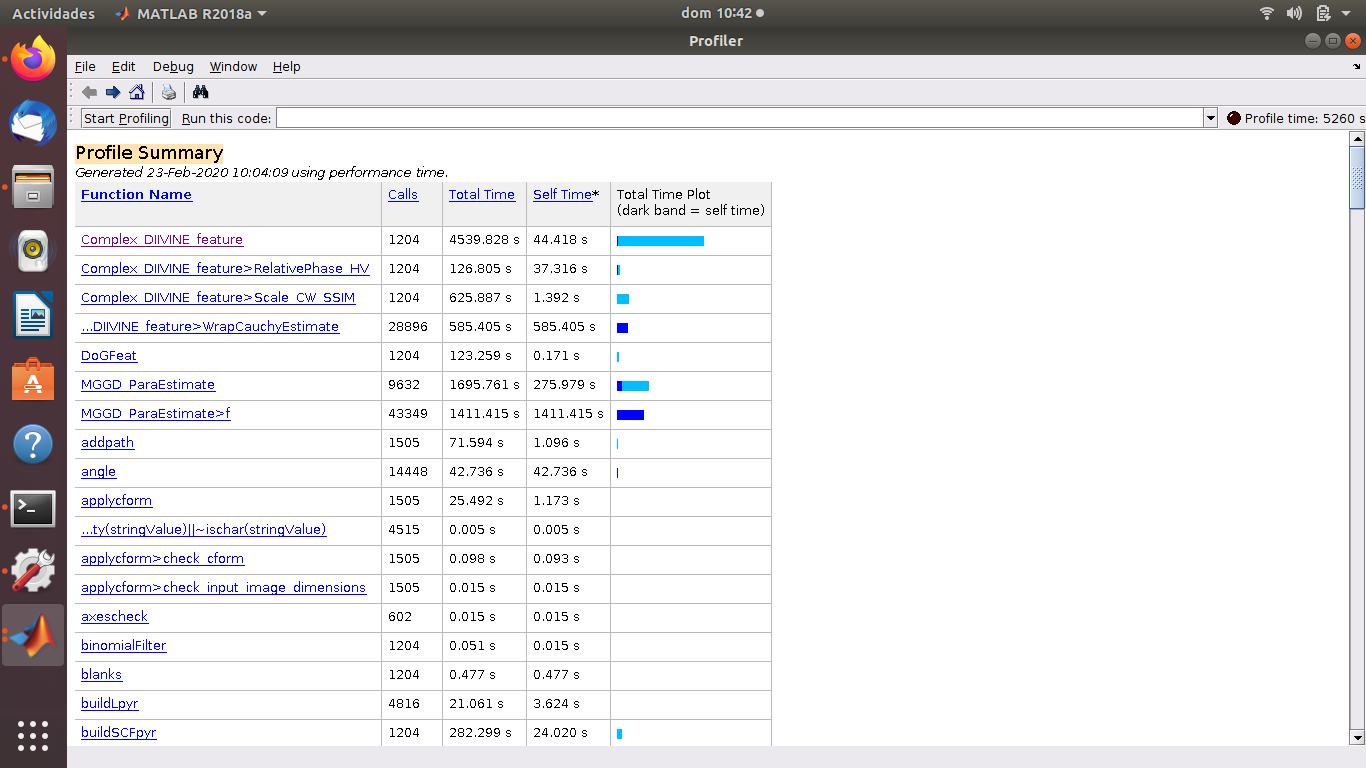 Actividades MATLAB R2018a dom 10:42
Profiler
File Edit Debug Window Help
Start Profiling Run this code: Profile time: 5260 s
Profile Summary
Generated 23-Feb-2020 10:04:09 using performance time.
Function Name Calls Total Time Self Time* Total Time Plot
(dark band = self time)
Complex_DIIVINE_feature 1204 4539.828 s 44.418 s
Complex_DIIVINE_feature>RelativePhase_HV 1204 126.805 s 37.316 s
Complex_DIIVINE_feature>Scale_CW_SSIM 1204 625.887 s 1.392 s
...DIIVINE_feature>WrapCauchyEstimate 28896 585.405 s 585.405 s
DoGFeat 1204 123.259 s 0.171 s
MGGD_ParaEstimate 9632 1695.761 s 275.979 s
MGGD_ParaEstimate>f 43349 1411.415 s 1411.415 s
addpath 1505 71.594 s 1.096 s
angle 14448 42.736 s 42.736 s
applycform 1505 25.492 s 1.173 s
...ty(stringValue)||~ischar(stringValue) 4515 0.005 s 0.005 s
applycform>check_cform 1505 0.098 s 0.093 s
applycform>check_input_image_dimensions 1505 0.015 s 0.015 s
axescheck 602 0.015 s 0.015 s
binomialFilter 1204 0.051 s 0.015 s
blanks 1204 0.477 s 0.477 s
buildLpyr 4816 21.061 s 3.624 s
buildSCFpyr 1204 282.299 s 24.020 s